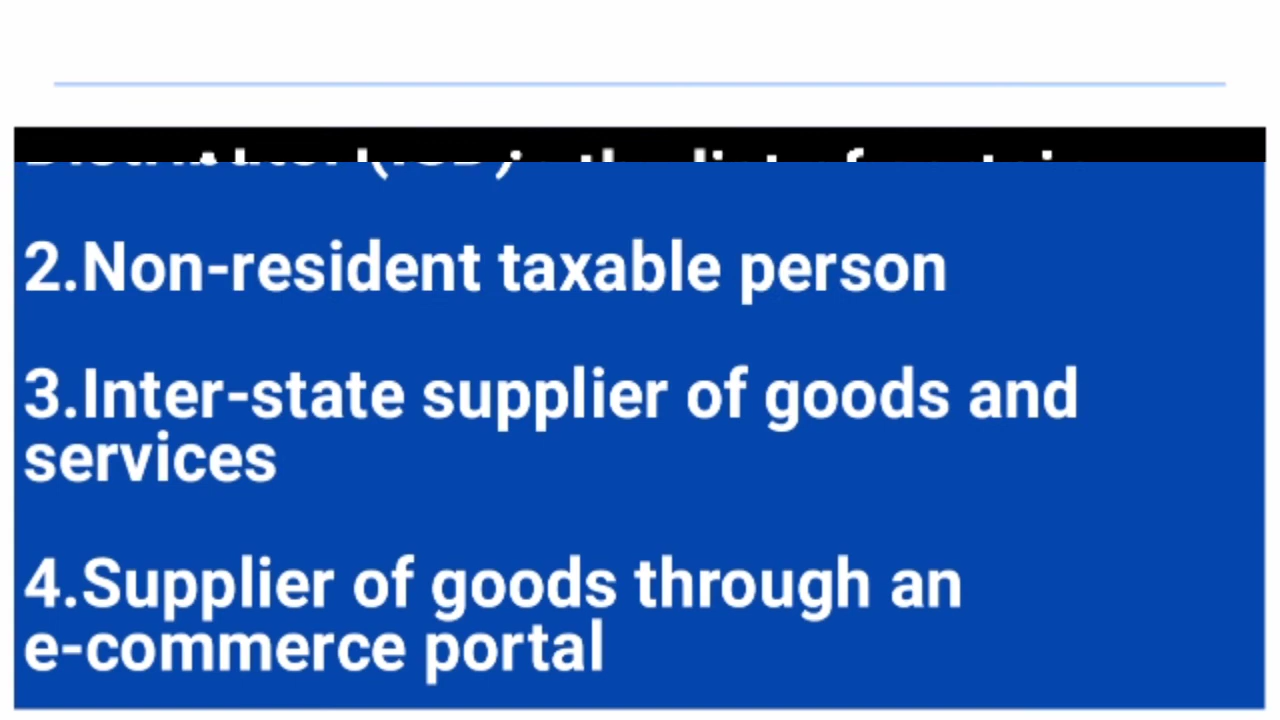 2.Non-resident taxable person
3.Inter-state supplier of goods and
services
4.Supplier of goods through an
e-commerce portal